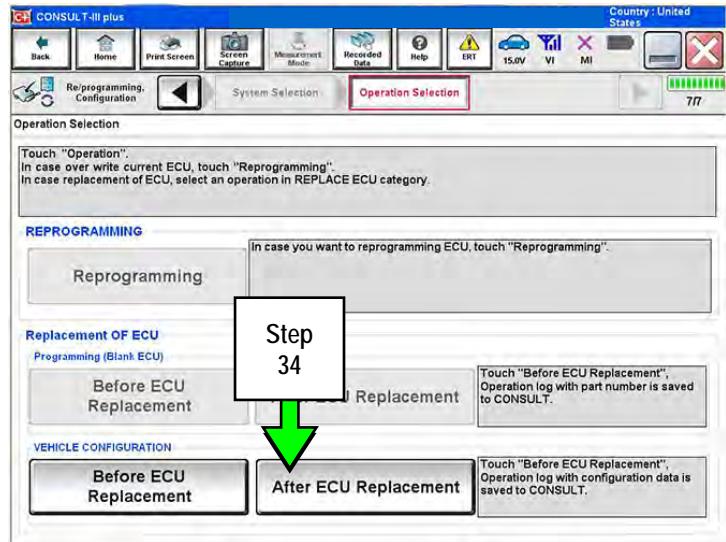 C+ CONSULT-III plus
Country : United States
Back
Home
Print Screen
Screen Capture
Measurement Mode
Recorded Data
Help
ERT
15.0V
VI
MI
Re/programming, Configuration
System Selection
Operation Selection
7/7
Operation Selection
Touch "Operation".
In case over write current ECU, touch "Reprogramming".
In case replacement of ECU, select an operation in REPLACE ECU category.
REPROGRAMMING
Reprogramming
In case you want to reprogramming ECU, touch "Reprogramming".
Step
34
Replacement OF ECU
Programming (Blank ECU)
Before ECU
Replacement
Replacement
Touch "Before ECU Replacement",
Operation log with part number is saved
to CONSULT.
VEHICLE CONFIGURATION
Before ECU
Replacement
After ECU Replacement
Touch "Before ECU Replacement",
Operation log with configuration data is
saved to CONSULT.